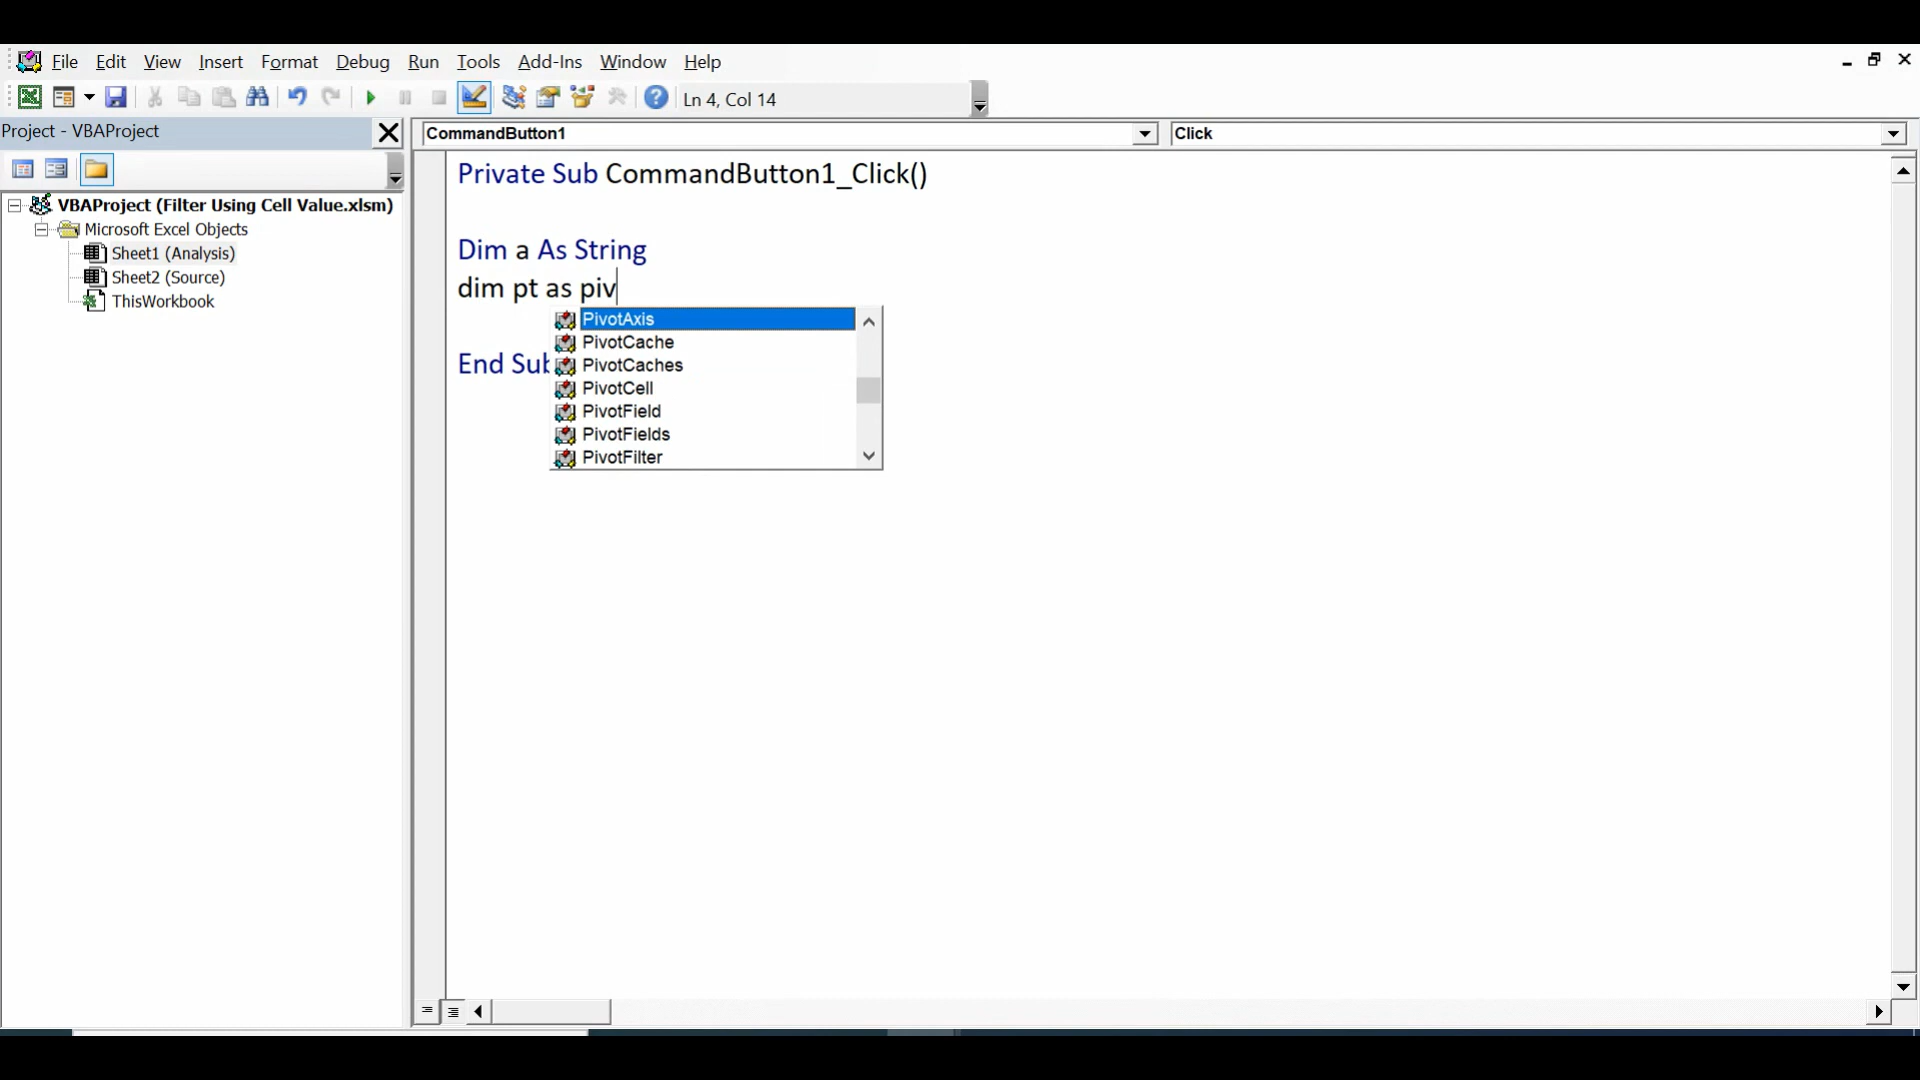 File Edit View Insert Format Debug Run Tools Add-Ins Window Help
Ln 4, Col 14
Project - VBAProject
CommandButton1
Click
VBAProject (Filter Using Cell Value.xlsm)
Microsoft Excel Objects
Sheet1 (Analysis)
Sheet2 (Source)
ThisWorkbook
Private Sub CommandButton1_Click()
Dim a As String
dim pt as piv
PivotAxis
PivotCache
PivotCaches
End Sub
PivotCell
PivotField
PivotFields
PivotFilter